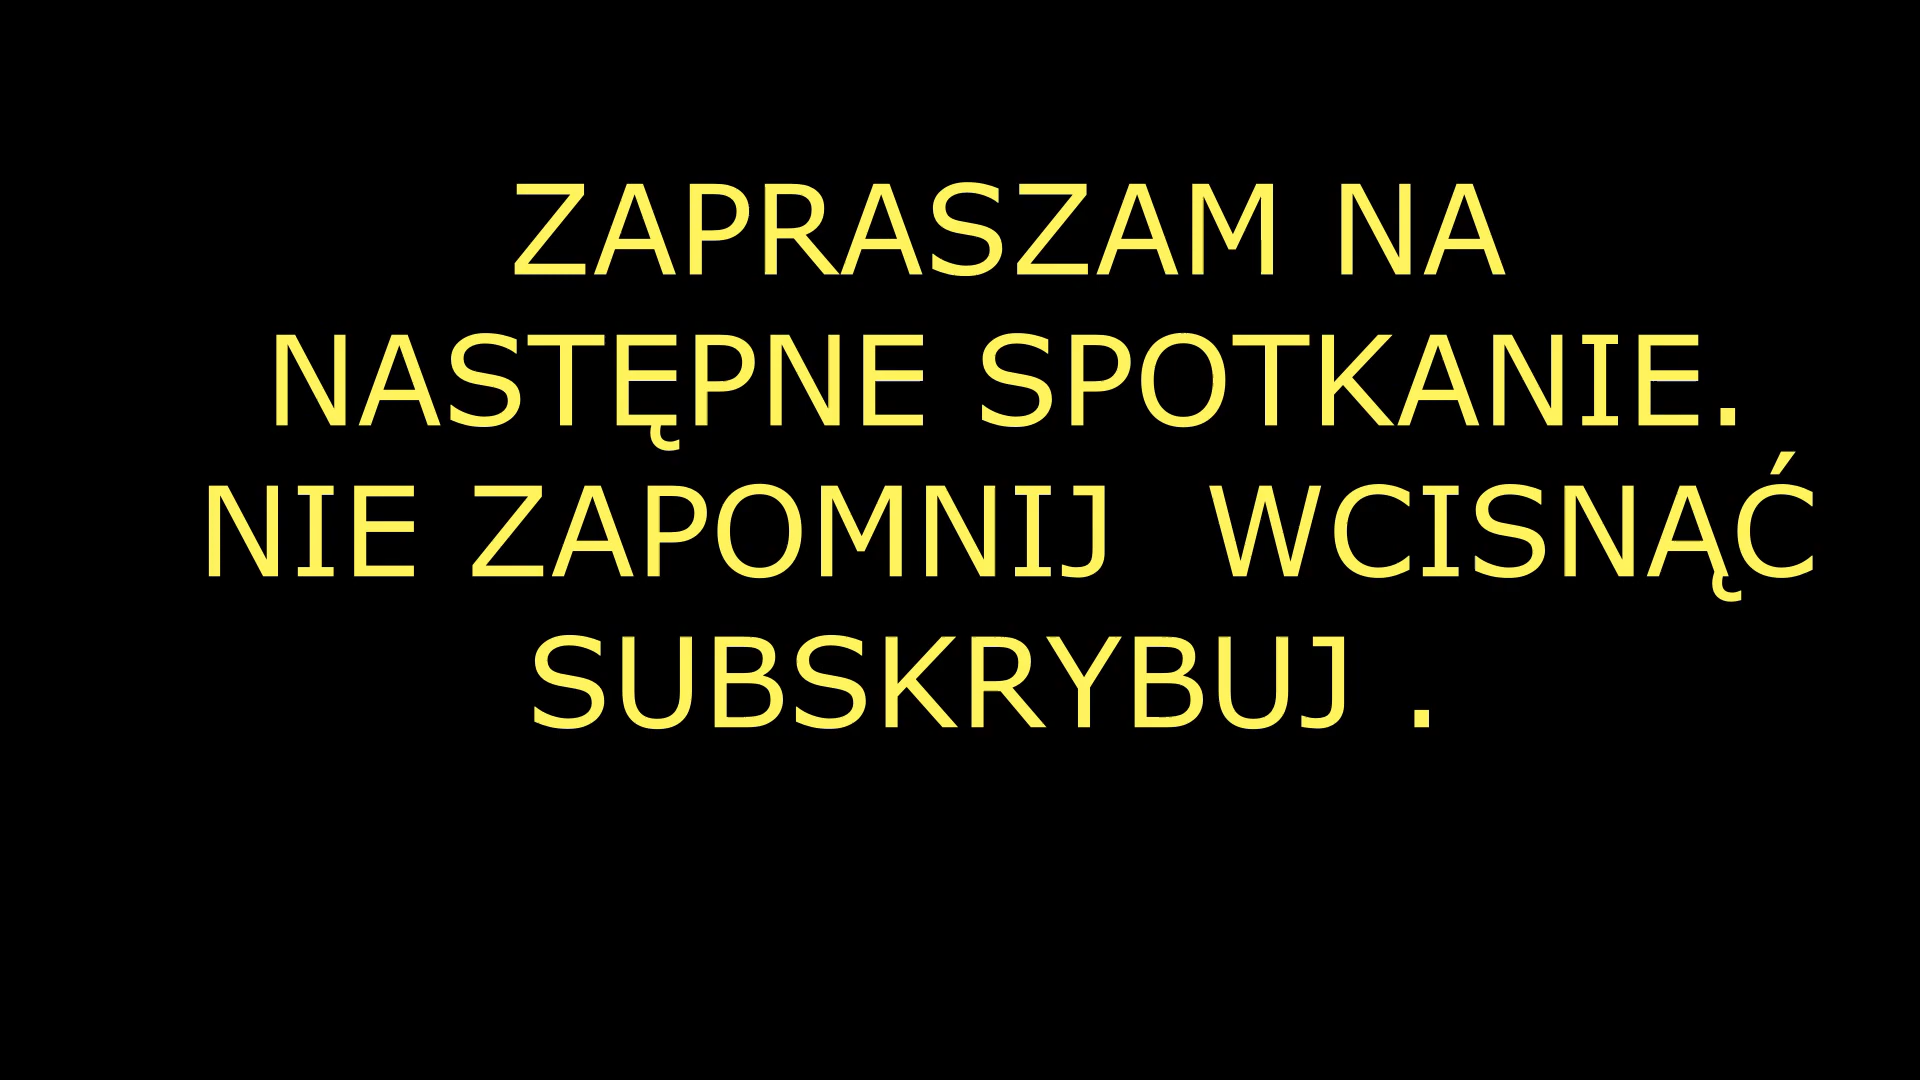 ZAPRASZAM NA
NASTĘPNE SPOTKANIE.
NIE ZAPOMNIJ  WCISNĄĆ
SUBSKRYBUJ .